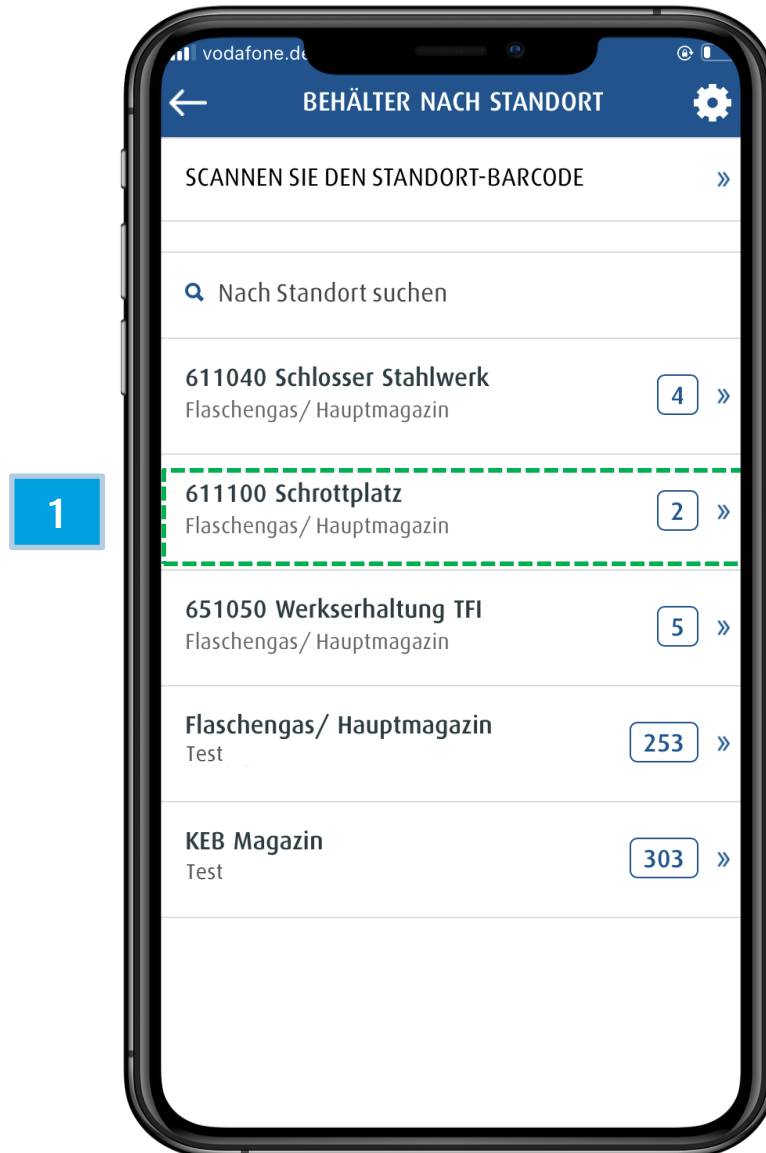 vodafone.de
BEHÄLTER NACH STANDORT
SCANNEN SIE DEN STANDORT-BARCODE »
Nach Standort suchen
611040 Schlosser Stahlwerk
Flaschengas/ Hauptmagazin
4 »
1
611100 Schrottplatz
Flaschengas/ Hauptmagazin
2 »
651050 Werkserhaltung TFI
Flaschengas/ Hauptmagazin
5 »
Flaschengas/ Hauptmagazin
Test
253 »
KEB Magazin
Test
303 »